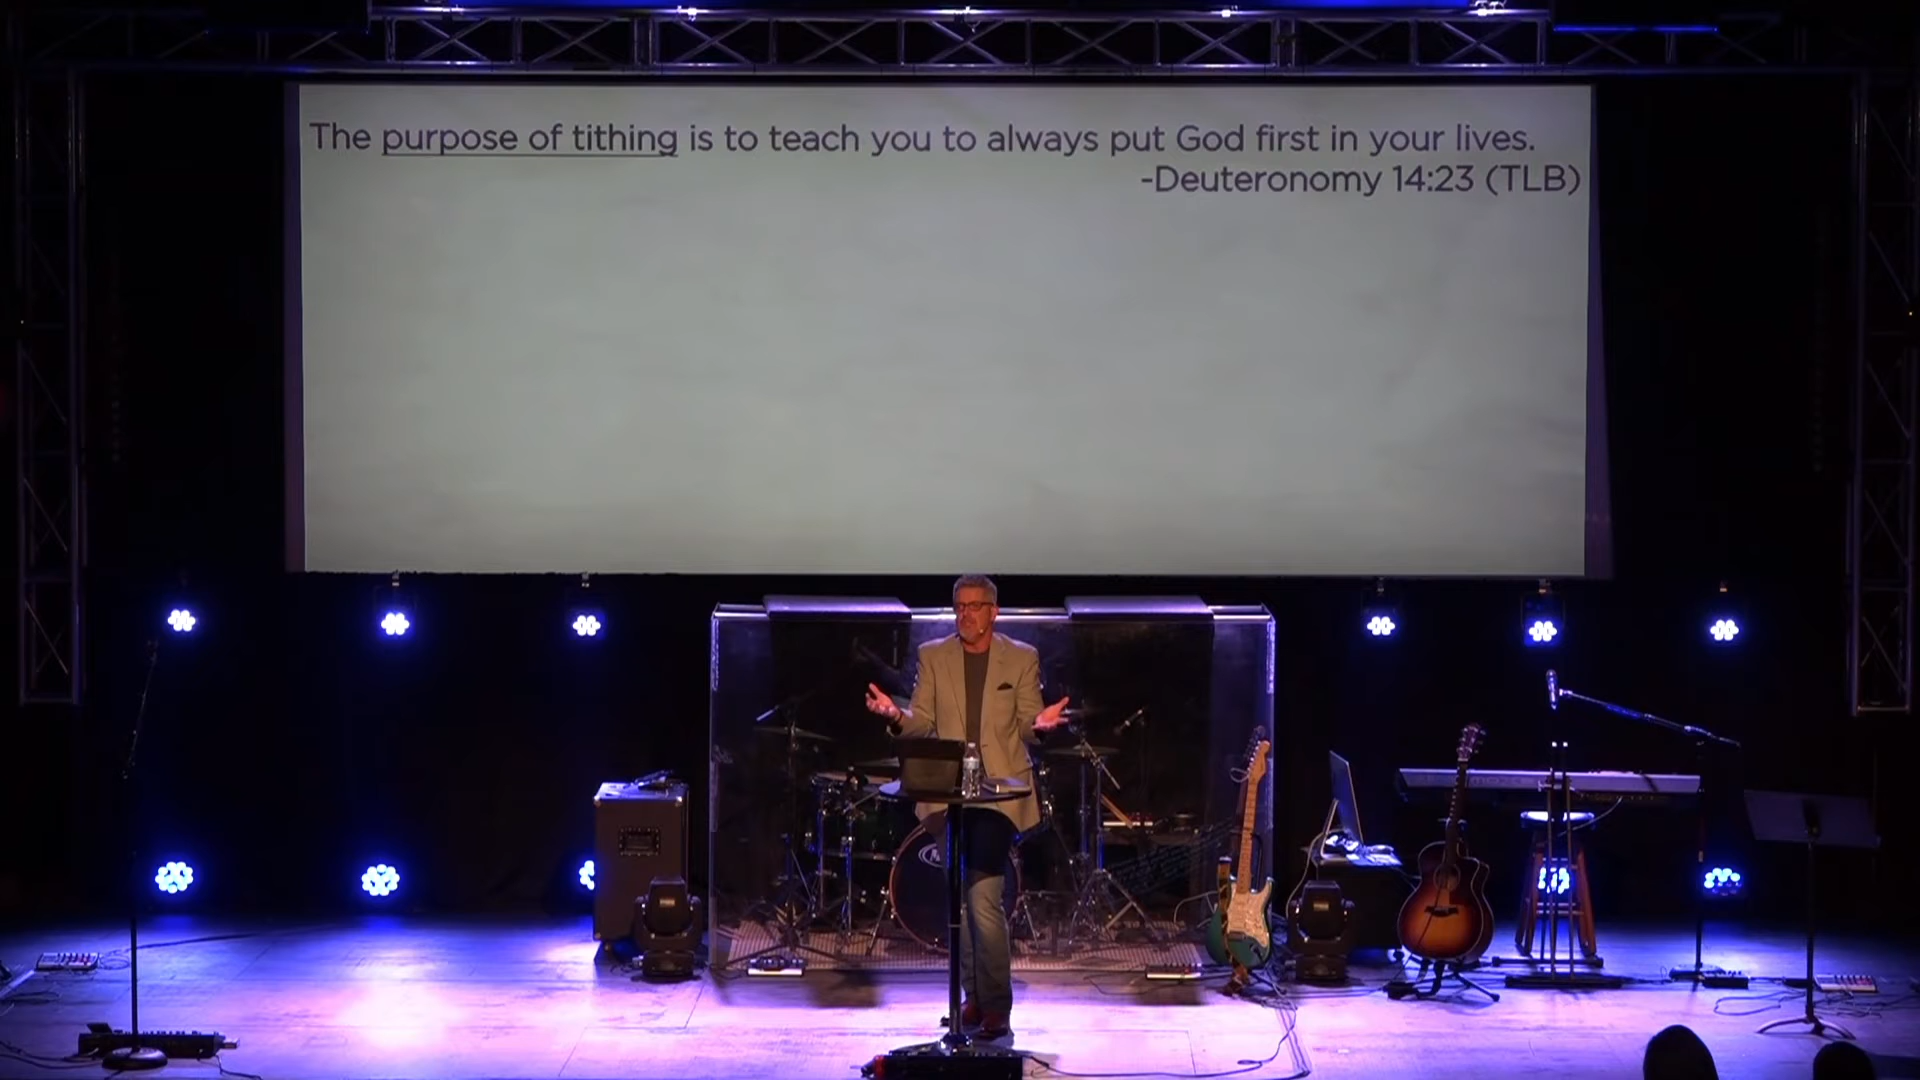 The purpose of tithing is to teach you to always put God first in your lives.
-Deuteronomy 14:23 (TLB)